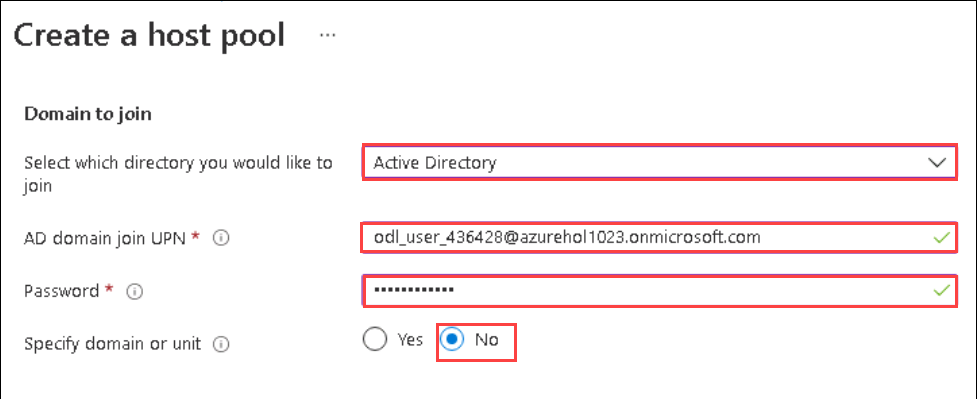 Create a host pool ...
Domain to join
Select which directory you would like to
join
Active Directory
AD domain join UPN * 
odl_user_436428@azurehol1023.onmicrosoft.com
Password *
••••••••••••
Specify domain or unit
Yes No